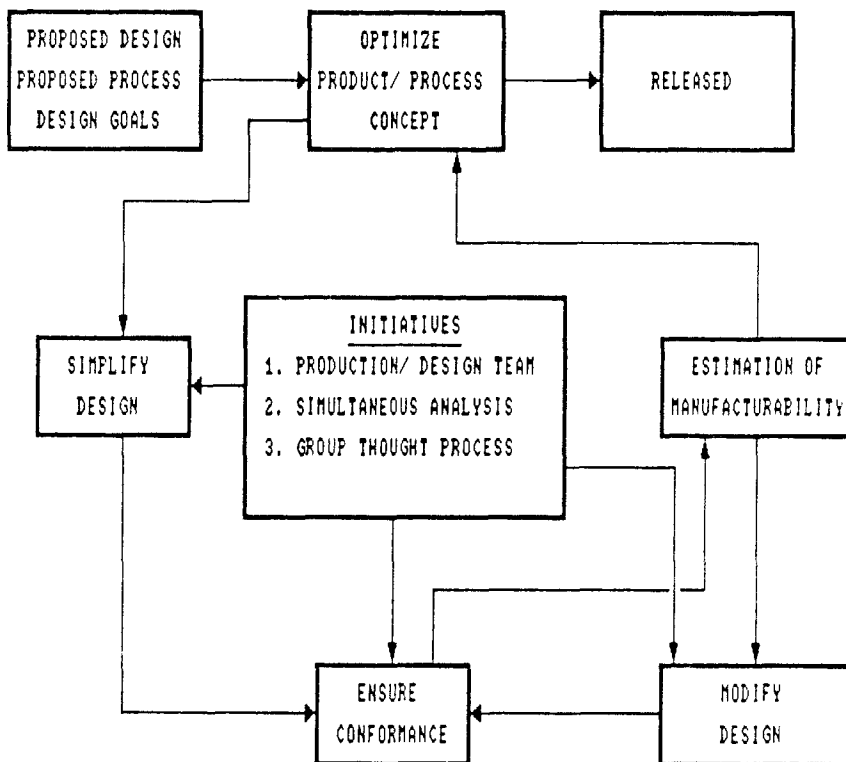 PROPOSED DESIGN
PROPOSED PROCESS
DESIGN GOALS
OPTIMIZE
PRODUCT/ PROCESS
CONCEPT
RELEASED
SIMPLIFY
DESIGN
INITIATIVES
1. PRODUCTION/ DESIGN TEAM
2. SIMULTANEOUS ANALYSIS
3. GROUP THOUGHT PROCESS
ESTIMATION OF
MANUFACTURABILITY
ENSURE
CONFORMANCE
MODIFY
DESIGN